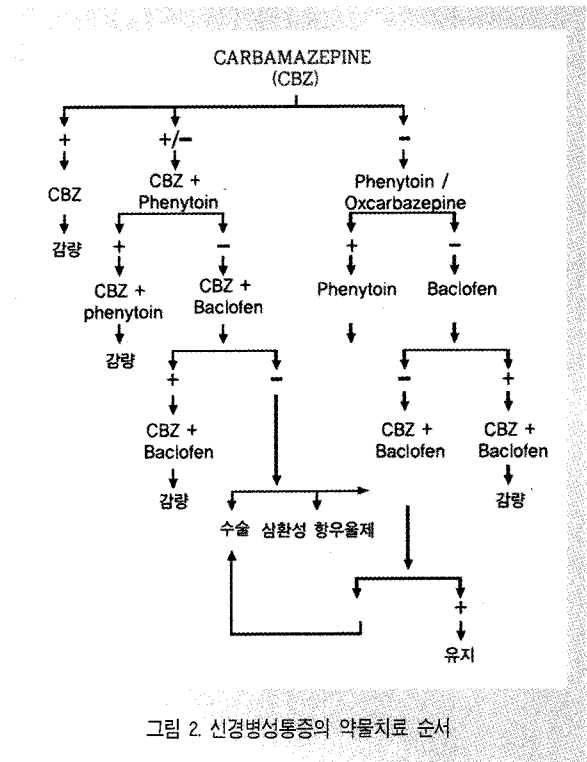 CARBAMAZEPINE
(CBZ)
+ +/− −
CBZ
CBZ +
Phenytoin
Phenytoin /
Oxcarbazepine
감량
+ − + −
CBZ +
phenytoin
CBZ +
Baclofen
Phenytoin
Baclofen
감량
+ − − +
CBZ +
Baclofen
CBZ +
Baclofen
CBZ +
Baclofen
감량
감량
수술 삼환성 항우울제
+
유지
그림 2. 신경병성통증의 약물치료 순서